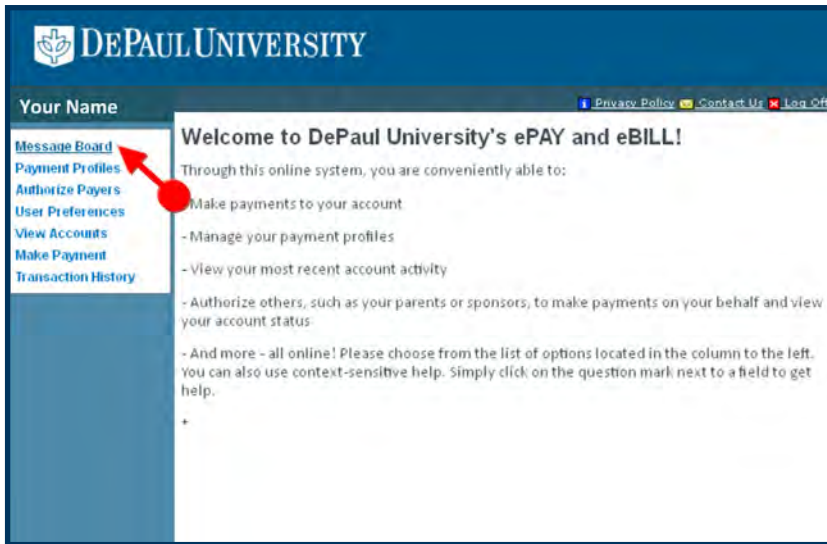 DEPAUL UNIVERSITY
Your Name
Privacy Policy Contact Us Log Off
Message Board
Payment Profiles
Authorize Payers
User Preferences
View Accounts
Make Payment
Transaction History
Welcome to DePaul University's ePAY and eBILL!
Through this online system, you are conveniently able to:
Make payments to your account
- Manage your payment profiles
- View your most recent account activity
- Authorize others, such as your parents or sponsors, to make payments on your behalf and view
your account status
- And more - all online! Please choose from the list of options located in the column to the left.
You can also use context-sensitive help. Simply click on the question mark next to a field to get
help.
+